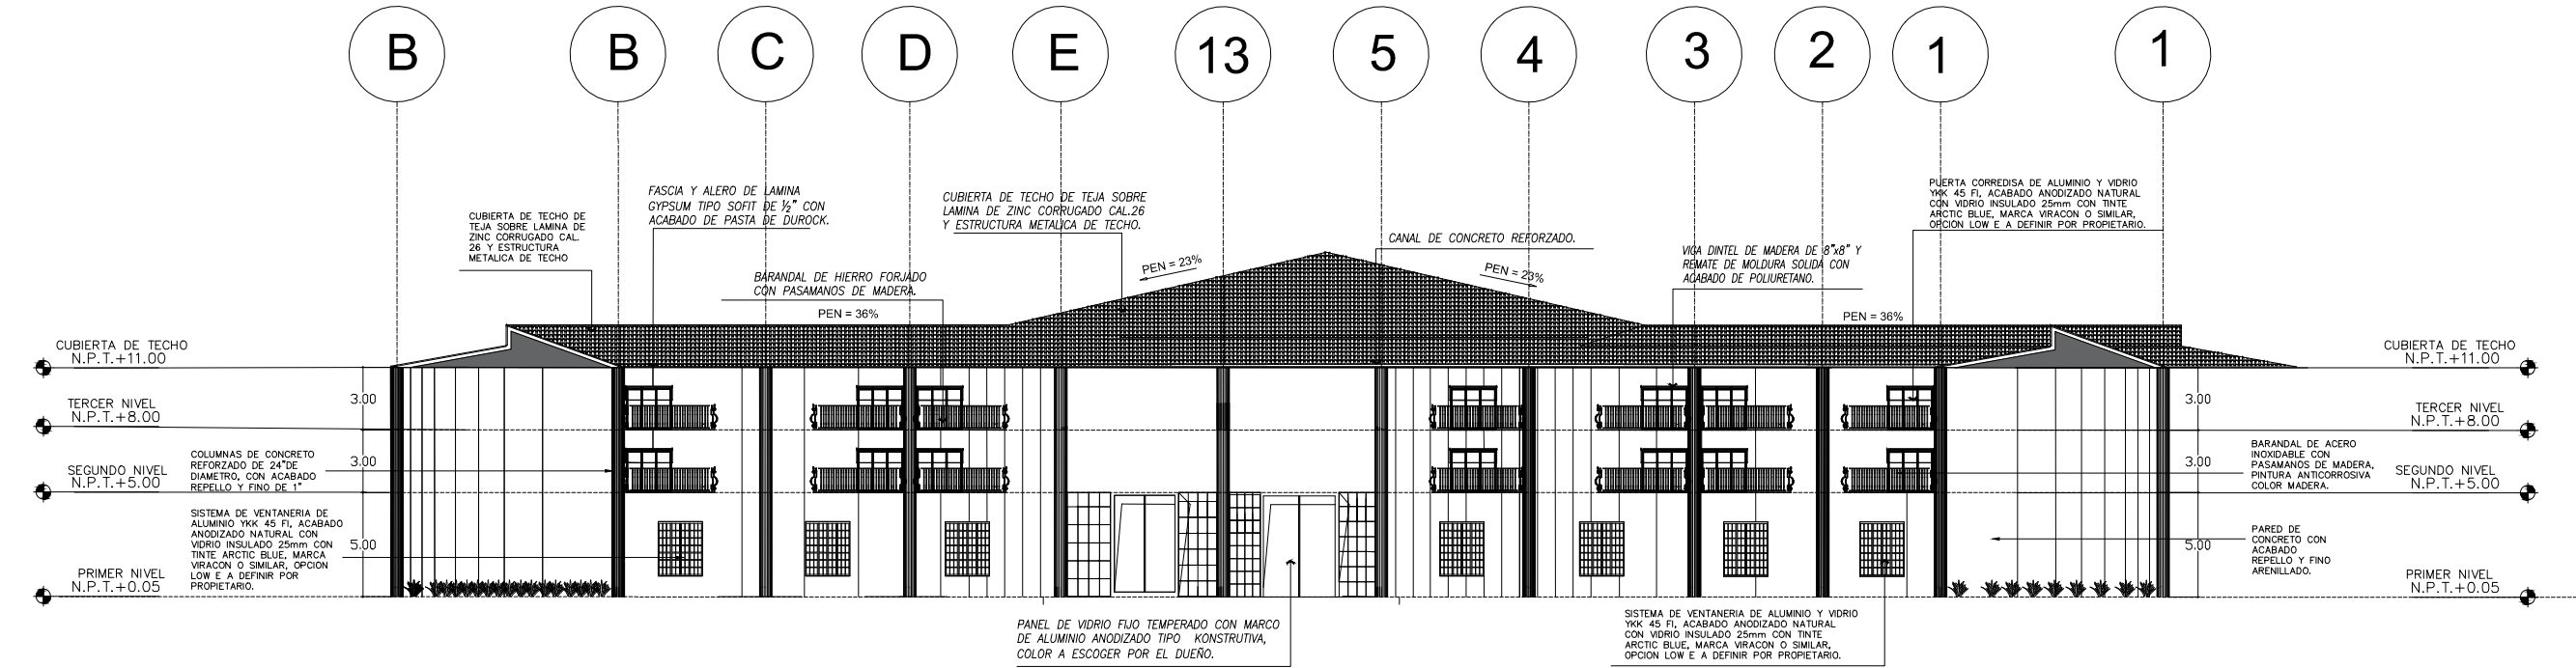 B
B
C
D
E
13
5
4
3
2
1
1
CUBIERTA DE TECHO DE
TEJA SOBRE LAMINA DE
ZINC CORRUGADO CAL.
26 Y ESTRUCTURA
METALICA DE TECHO
FASCIA Y ALERO DE LAMINA
GYPSUM TIPO SOFIT DE ½" CON
ACABADO DE PASTA DE DUROCK.
BARANDAL DE HIERRO FORJADO
CON PASAMANOS DE MADERA.
PEN = 36%
CUBIERTA DE TECHO DE TEJA SOBRE
LAMINA DE ZINC CORRUGADO CAL.26
Y ESTRUCTURA METALICA DE TECHO.
PEN = 23%
CANAL DE CONCRETO REFORZADO.
PEN = 23%
VIGA DINTEL DE MADERA DE 8"x8" Y
REMATE DE MOLDURA SOLIDA CON
ACABADO DE POLIURETANO.
PEN = 36%
PUERTA CORREDISA DE ALUMINIO Y VIDRIO
YKK 45 FI, ACABADO ANODIZADO NATURAL
CON VIDRIO INSULADO 25mm CON TINTE
ARCTIC BLUE, MARCA VIRACON O SIMILAR,
OPCION LOW E A DEFINIR POR PROPIETARIO.
CUBIERTA DE TECHO
N.P.T.+11.00
TERCER NIVEL
N.P.T.+8.00
SEGUNDO NIVEL
N.P.T.+5.00
PRIMER NIVEL
N.P.T.+0.05
COLUMNAS DE CONCRETO
REFORZADO DE 24"DE
DIAMETRO, CON ACABADO
REPELLO Y FINO DE 1"
SISTEMA DE VENTANERIA DE
ALUMINIO YKK 45 FI, ACABADO
ANODIZADO NATURAL CON
VIDRIO INSULADO 25mm CON
TINTE ARCTIC BLUE, MARCA
VIRACON O SIMILAR, OPCION
LOW E A DEFINIR POR
PROPIETARIO.
3.00
3.00
5.00
PANEL DE VIDRIO FIJO TEMPERADO CON MARCO
DE ALUMINIO ANODIZADO TIPO KONSTRUTIVA,
COLOR A ESCOGER POR EL DUEÑO.
SISTEMA DE VENTANERIA DE ALUMINIO Y VIDRIO
YKK 45 FI, ACABADO ANODIZADO NATURAL
CON VIDRIO INSULADO 25mm CON TINTE
ARCTIC BLUE, MARCA VIRACON O SIMILAR,
OPCION LOW E A DEFINIR POR PROPIETARIO.
3.00
3.00
5.00
BARANDAL DE ACERO
INOXIDABLE CON
PASAMANOS DE MADERA,
PINTURA ANTICORROSIVA
COLOR MADERA.
PARED DE
CONCRETO CON
ACABADO
REPELLO Y FINO
ARENILLADO.
CUBIERTA DE TECHO
N.P.T.+11.00
TERCER NIVEL
N.P.T.+8.00
SEGUNDO NIVEL
N.P.T.+5.00
PRIMER NIVEL
N.P.T.+0.05